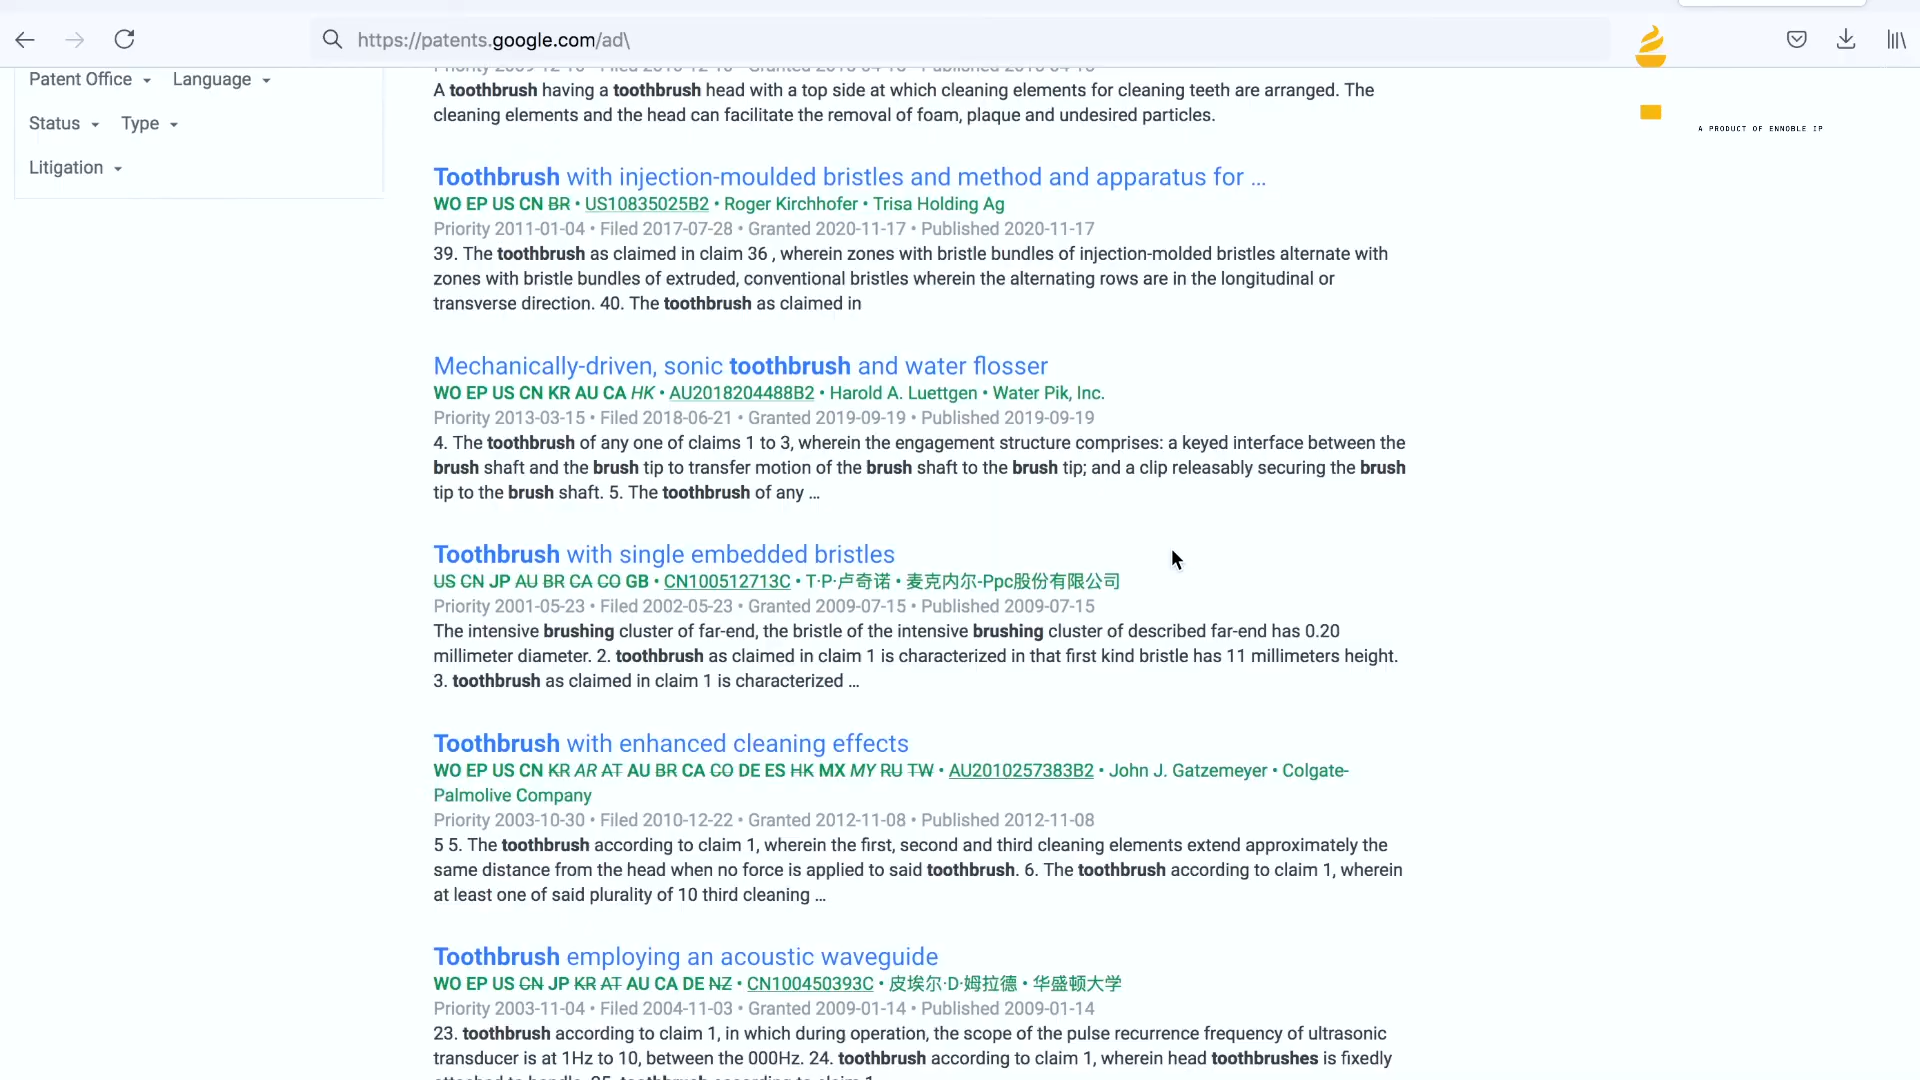 https://patents.google.com/ad\
Patent Office
Language
Status
Type
Litigation
A PRODUCT OF ENNOBLE IP
A toothbrush having a toothbrush head with a top side at which cleaning elements for cleaning teeth are arranged. The
cleaning elements and the head can facilitate the removal of foam, plaque and undesired particles.
Toothbrush with injection-moulded bristles and method and apparatus for ...
WO EP US CN BR • US10835025B2 • Roger Kirchhofer • Trisa Holding Ag
Priority 2011-01-04 • Filed 2017-07-28 • Granted 2020-11-17 • Published 2020-11-17
39. The toothbrush as claimed in claim 36 , wherein zones with bristle bundles of injection-molded bristles alternate with
zones with bristle bundles of extruded, conventional bristles wherein the alternating rows are in the longitudinal or
transverse direction. 40. The toothbrush as claimed in
Mechanically-driven, sonic toothbrush and water flosser
WO EP US CN KR AU CA HK • AU2018204488B2 • Harold A. Luettgen • Water Pik, Inc.
Priority 2013-03-15 • Filed 2018-06-21 • Granted 2019-09-19 • Published 2019-09-19
4. The toothbrush of any one of claims 1 to 3, wherein the engagement structure comprises: a keyed interface between the
brush shaft and the brush tip to transfer motion of the brush shaft to the brush tip; and a clip releasably securing the brush
tip to the brush shaft. 5. The toothbrush of any ...
Toothbrush with single embedded bristles
US CN JP AU BR CA CO GB • CN100512713C • T·P·卢奇诺 • 麦克内尔-Ppc股份有限公司
Priority 2001-05-23 • Filed 2002-05-23 • Granted 2009-07-15 • Published 2009-07-15
The intensive brushing cluster of far-end, the bristle of the intensive brushing cluster of described far-end has 0.20
millimeter diameter. 2. toothbrush as claimed in claim 1 is characterized in that first kind bristle has 11 millimeters height.
3. toothbrush as claimed in claim 1 is characterized ...
Toothbrush with enhanced cleaning effects
WO EP US CN KR AR AT AU BR CA CO DE ES HK MX MY RU TW • AU2010257383B2 • John J. Gatzemeyer • Colgate-
Palmolive Company
Priority 2003-10-30 • Filed 2010-12-22 • Granted 2012-11-08 • Published 2012-11-08
5 5. The toothbrush according to claim 1, wherein the first, second and third cleaning elements extend approximately the
same distance from the head when no force is applied to said toothbrush. 6. The toothbrush according to claim 1, wherein
at least one of said plurality of 10 third cleaning ...
Toothbrush employing an acoustic waveguide
WO EP US CN JP KR AT AU CA DE NZ • CN100450393C • 皮埃尔·D·姆拉德 • 华盛顿大学
Priority 2003-11-04 • Filed 2004-11-03 • Granted 2009-01-14 • Published 2009-01-14
23. toothbrush according to claim 1, in which during operation, the scope of the pulse recurrence frequency of ultrasonic
transducer is at 1Hz to 10, between the 000Hz. 24. toothbrush according to claim 1, wherein head toothbrushes is fixedly